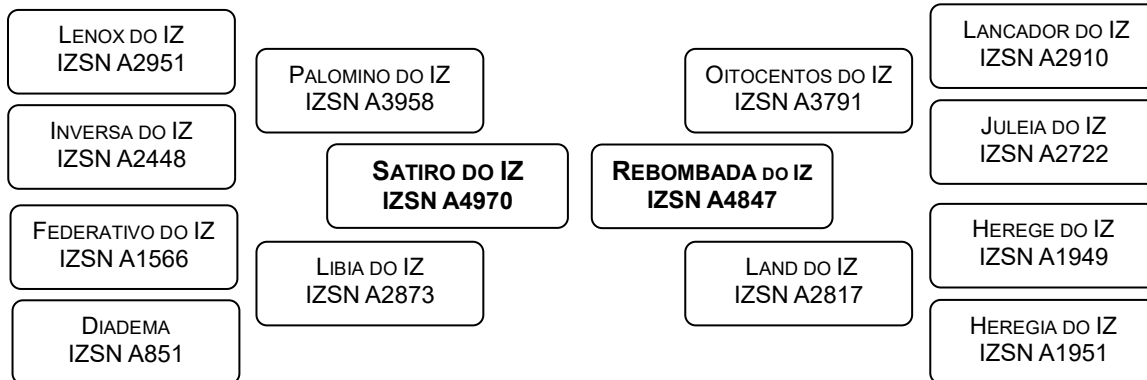 LENOX DO IZ
IZSN A2951
INVERSA DO IZ
IZSN A2448
FEDERATIVO DO IZ
IZSN A1566
DIADEMA
IZSN A851
PALOMINO DO IZ
IZSN A3958
LIBIA DO IZ
IZSN A2873
SATIRO DO IZ
IZSN A4970
REBOMBADA DO IZ
IZSN A4847
OITOCENTOS DO IZ
IZSN A3791
LAND DO IZ
IZSN A2817
LANCADOR DO IZ
IZSN A2910
JULEIA DO IZ
IZSN A2722
HEREGE DO IZ
IZSN A1949
HEREGIA DO IZ
IZSN A1951